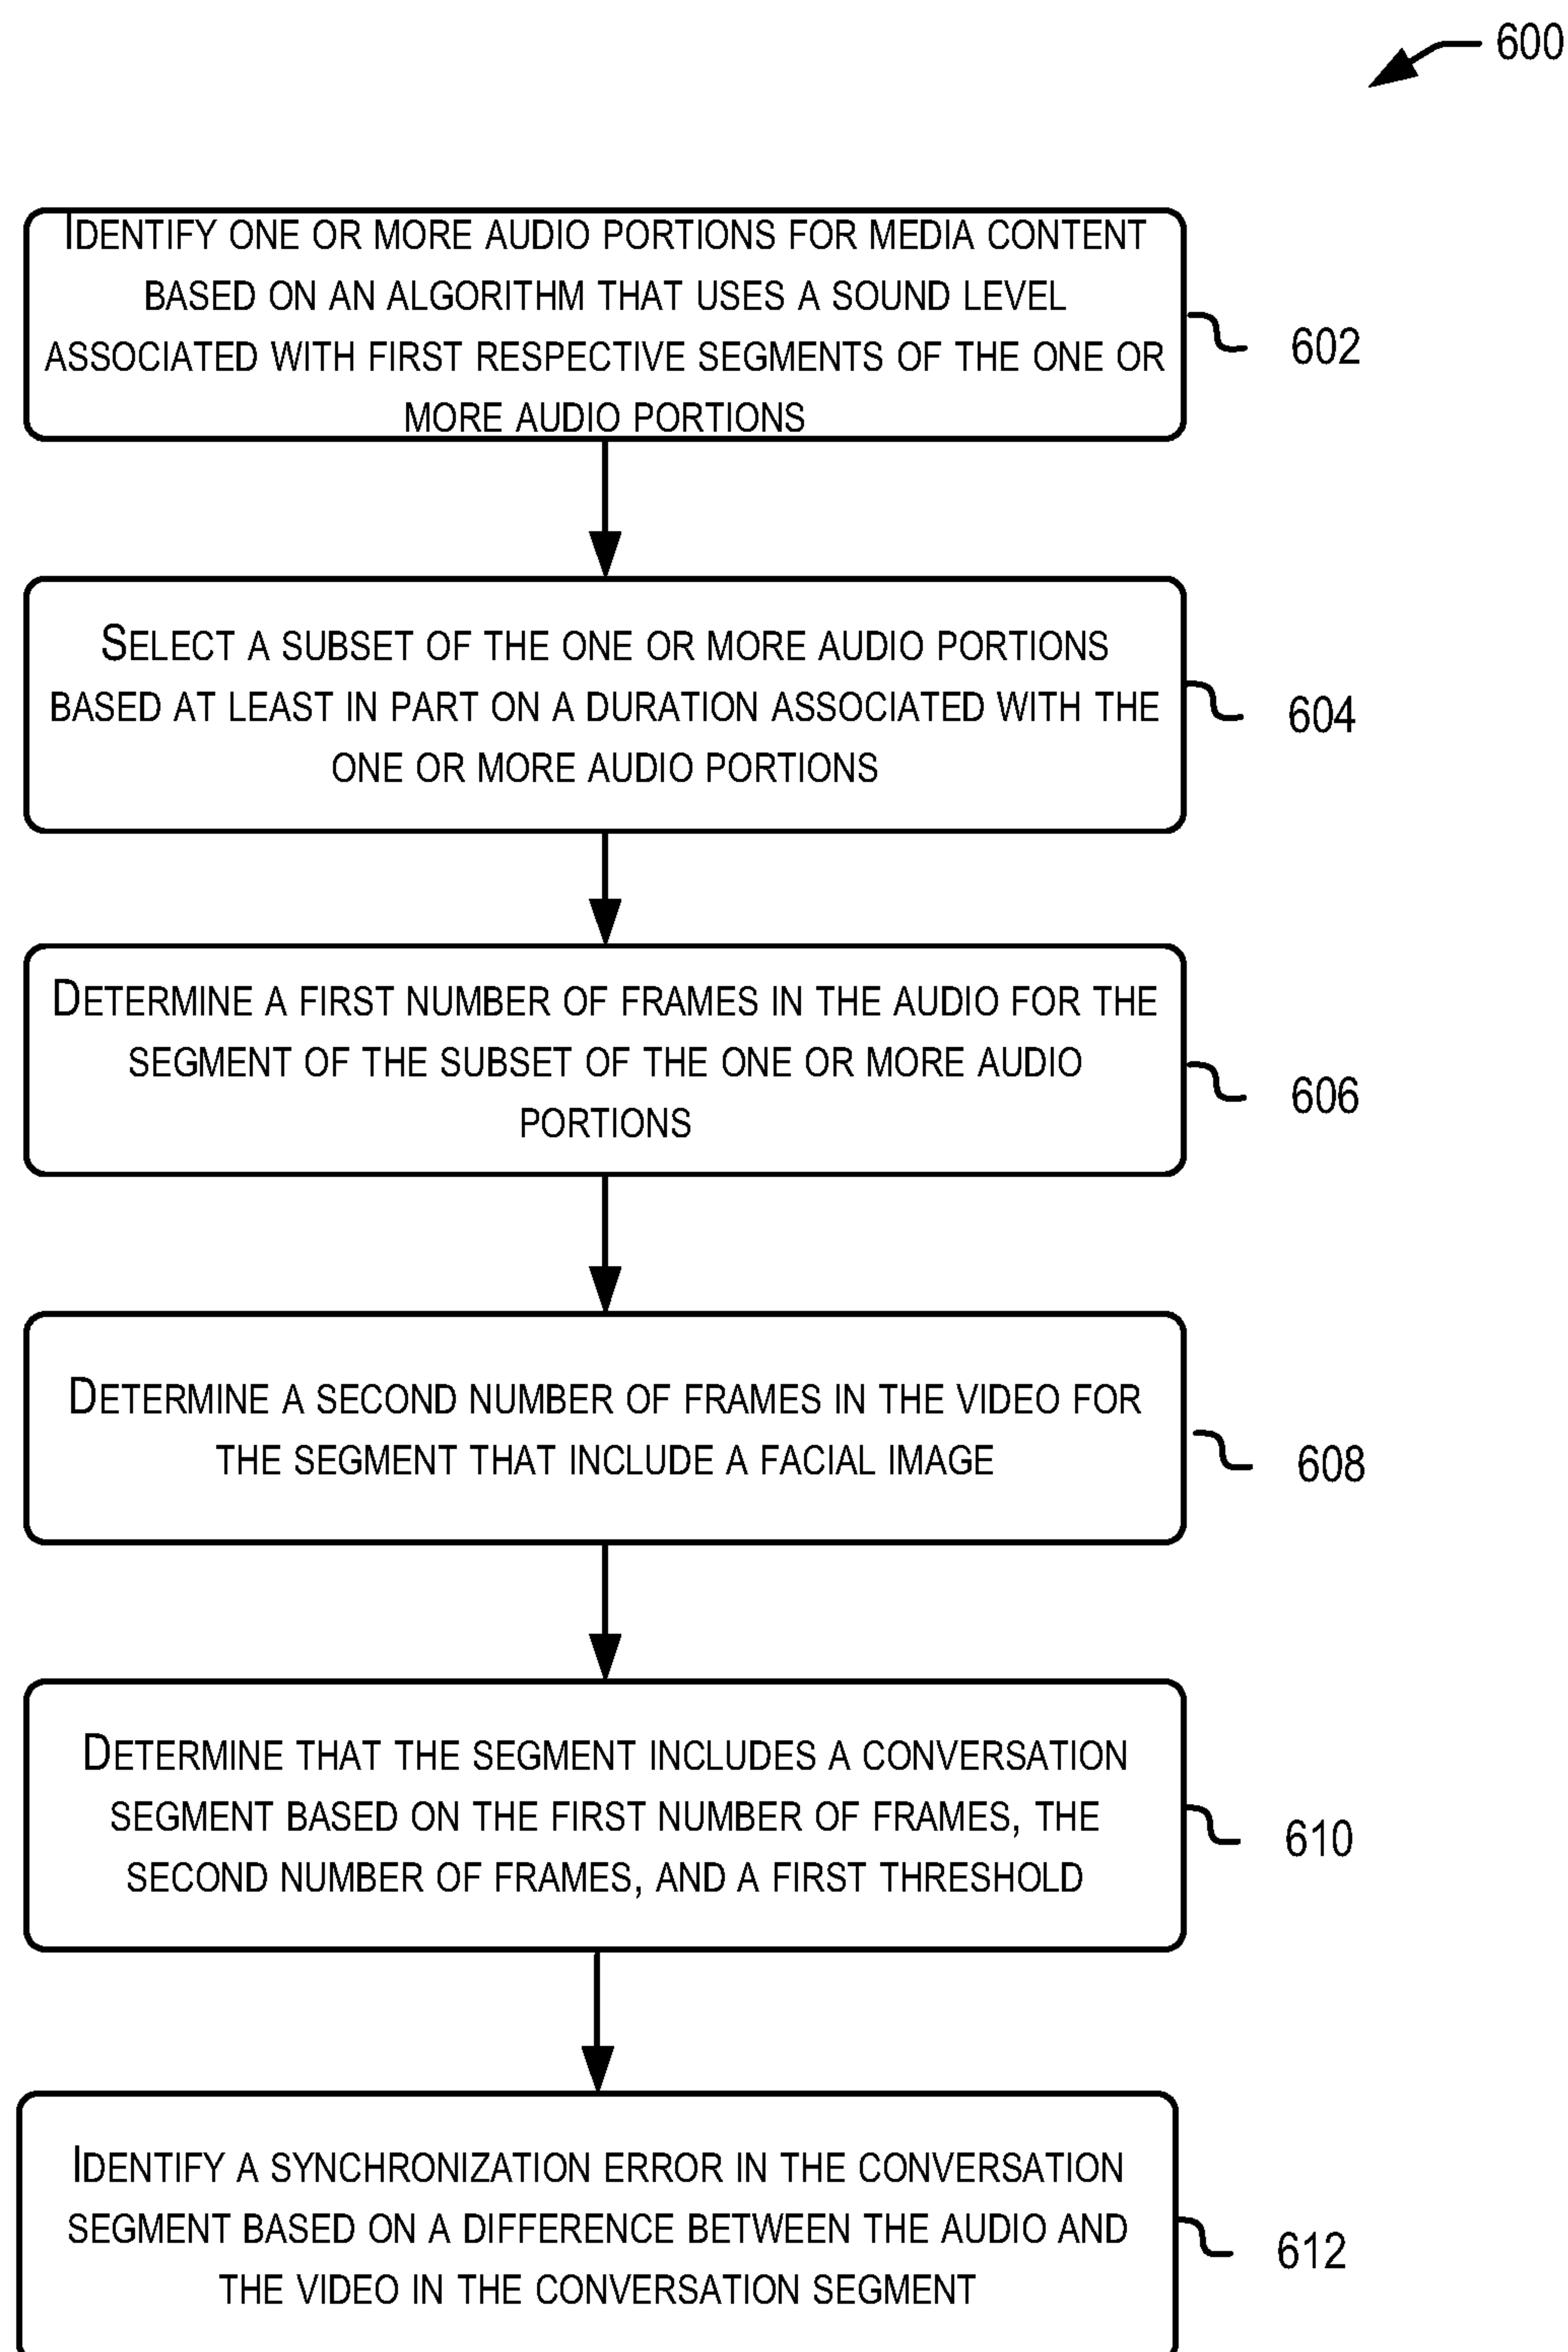 600
IDENTIFY ONE OR MORE AUDIO PORTIONS FOR MEDIA CONTENT
BASED ON AN ALGORITHM THAT USES A SOUND LEVEL
ASSOCIATED WITH FIRST RESPECTIVE SEGMENTS OF THE ONE OR
MORE AUDIO PORTIONS
602
SELECT A SUBSET OF THE ONE OR MORE AUDIO PORTIONS
BASED AT LEAST IN PART ON A DURATION ASSOCIATED WITH THE
ONE OR MORE AUDIO PORTIONS
604
DETERMINE A FIRST NUMBER OF FRAMES IN THE AUDIO FOR THE
SEGMENT OF THE SUBSET OF THE ONE OR MORE AUDIO
PORTIONS
606
DETERMINE A SECOND NUMBER OF FRAMES IN THE VIDEO FOR
THE SEGMENT THAT INCLUDE A FACIAL IMAGE
608
DETERMINE THAT THE SEGMENT INCLUDES A CONVERSATION
SEGMENT BASED ON THE FIRST NUMBER OF FRAMES, THE
SECOND NUMBER OF FRAMES, AND A FIRST THRESHOLD
610
IDENTIFY A SYNCHRONIZATION ERROR IN THE CONVERSATION
SEGMENT BASED ON A DIFFERENCE BETWEEN THE AUDIO AND
THE VIDEO IN THE CONVERSATION SEGMENT
612